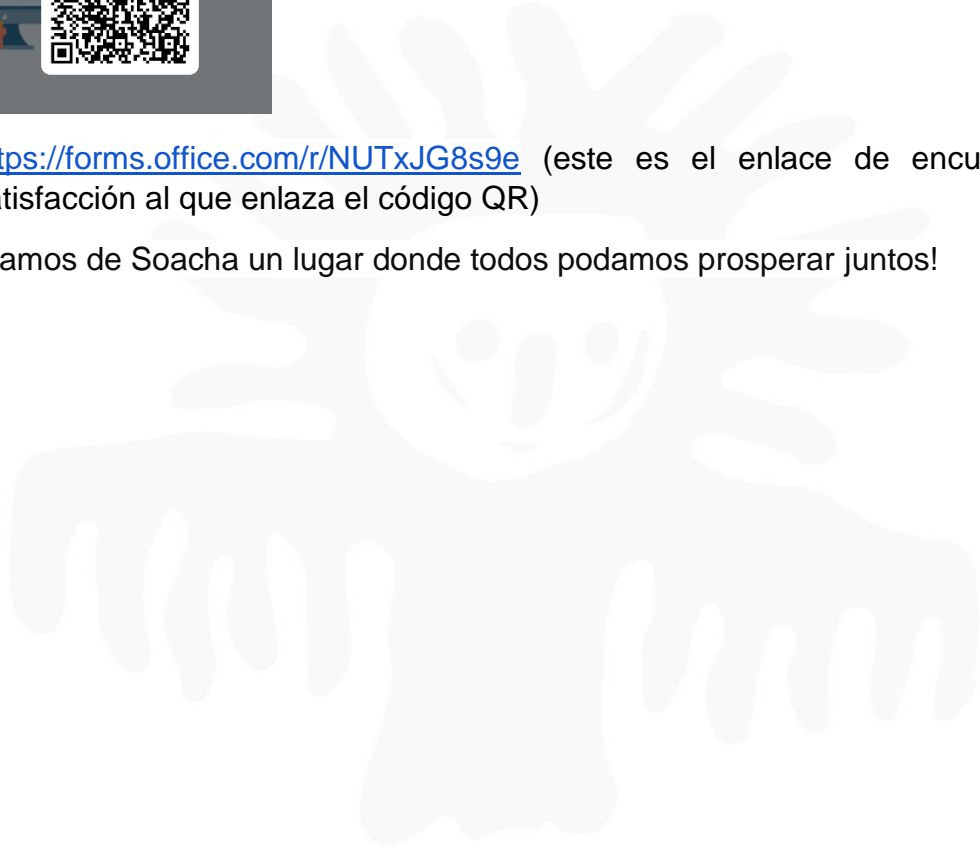 tps://forms.office.com/r/NUTxJG8s9e (este es el enlace de encu
tisfacción al que enlaza el código QR)
amos de Soacha un lugar donde todos podamos prosperar juntos!